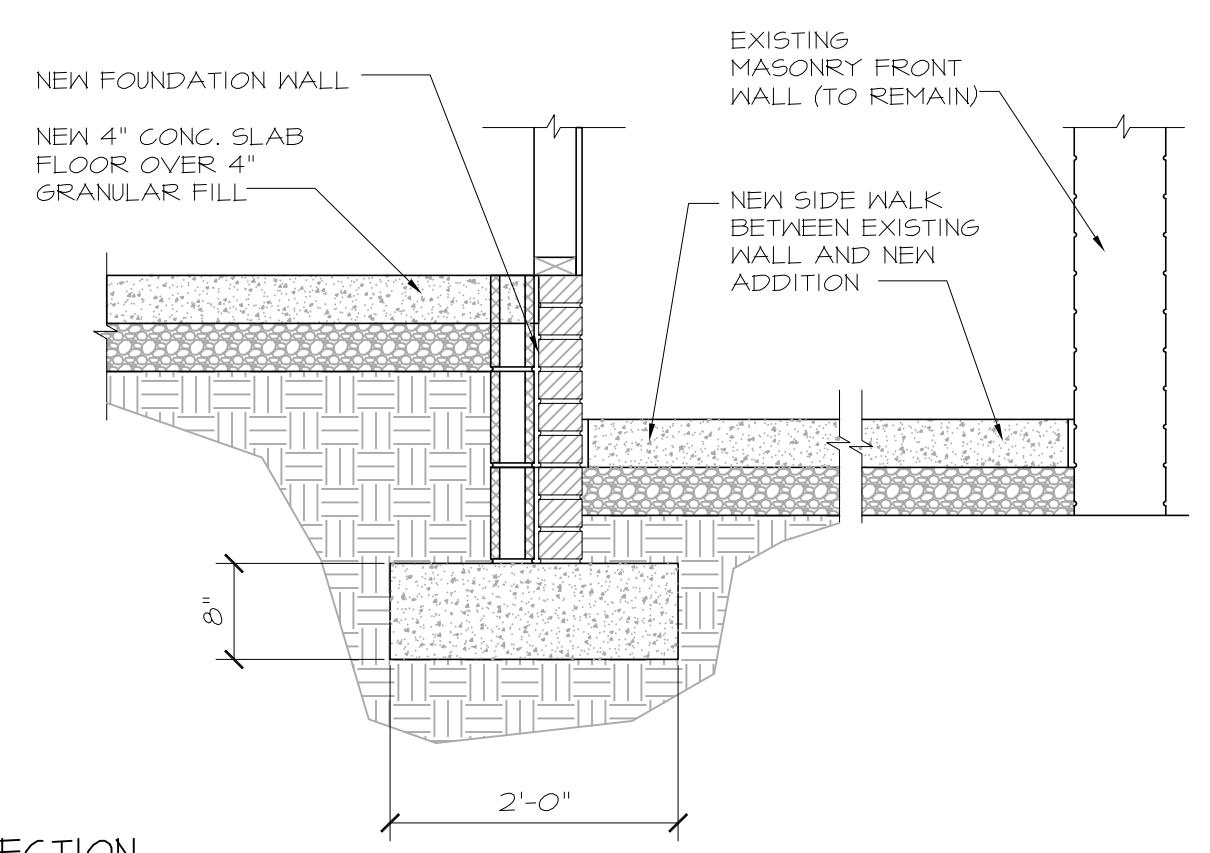 EXISTING
MASONRY FRONT
WALL (TO REMAIN)
NEW FOUNDATION WALL
NEW 4" CONC. SLAB
FLOOR OVER 4"
GRANULAR FILL
NEW SIDE WALK
BETWEEN EXISTING
WALL AND NEW
ADDITION
8"
2'-0"
ECTION